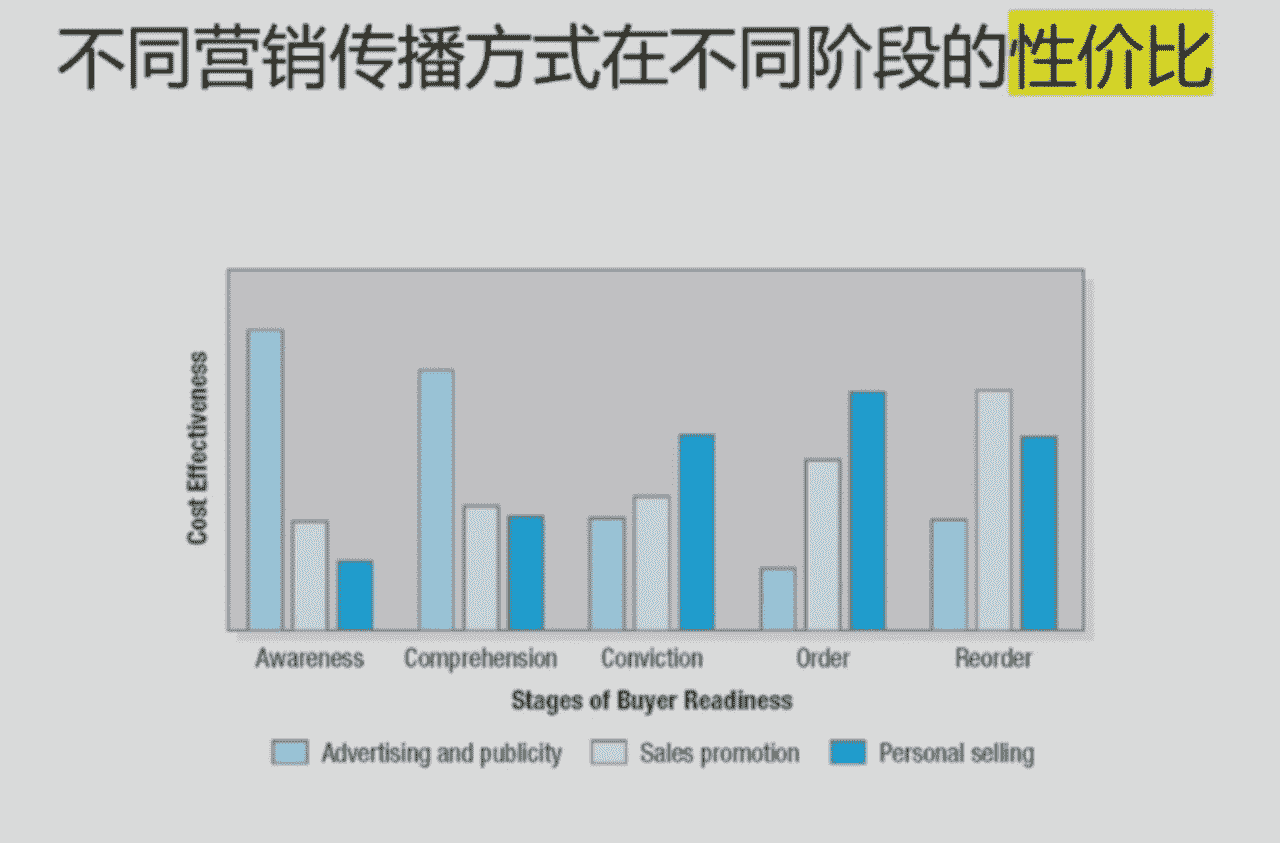 不同营销传播方式在不同阶段的性价比
Cost Effectiveness
Awareness Comprehension Conviction Order Reorder
Stages of Buyer Readiness
Advertising and publicity Sales promotion Personal selling